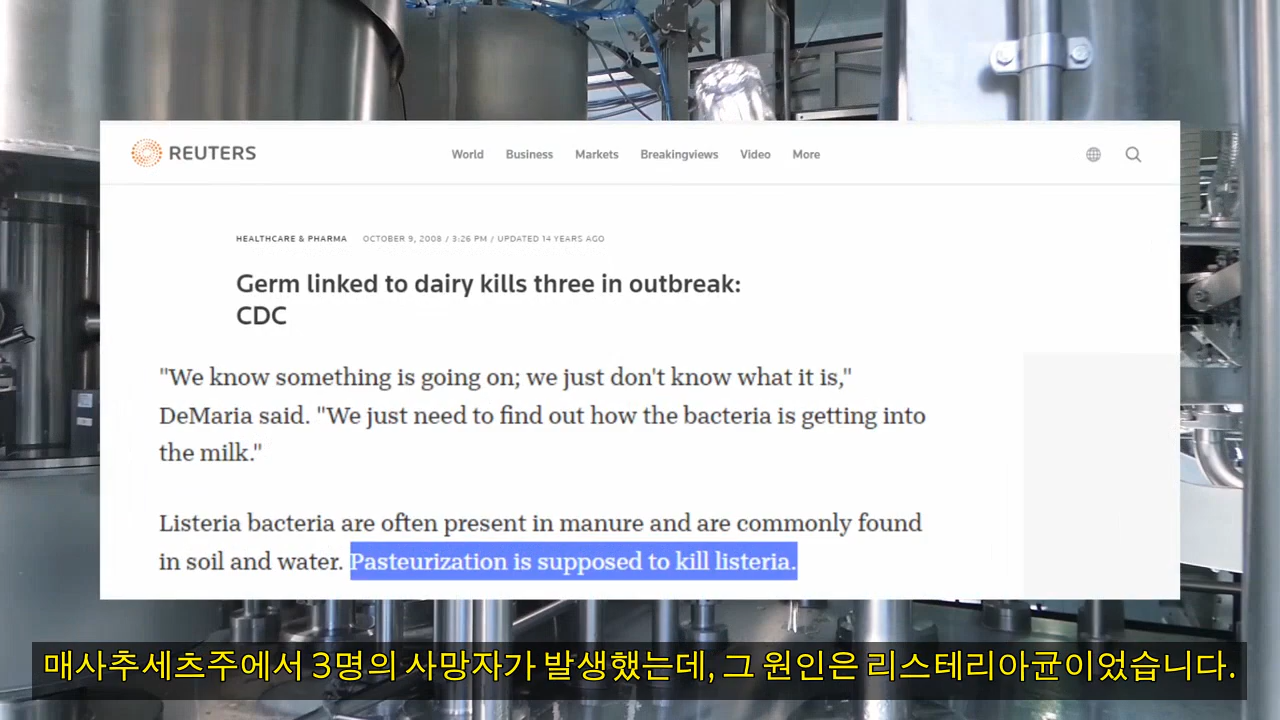 REUTERS
World Business Markets Breakingviews Video More
HEALTHCARE & PHARMA OCTOBER 9, 2008 / 3:26 PM / UPDATED 14 YEARS AGO
Germ linked to dairy kills three in outbreak:
CDC
"We know something is going on; we just don't know what it is,"
DeMaria said. "We just need to find out how the bacteria is getting into
the milk."
Listeria bacteria are often present in manure and are commonly found
in soil and water. Pasteurization is supposed to kill listeria.
매사추세츠주에서 3명의 사망자가 발생했는데, 그 원인은 리스테리아균이었습니다.